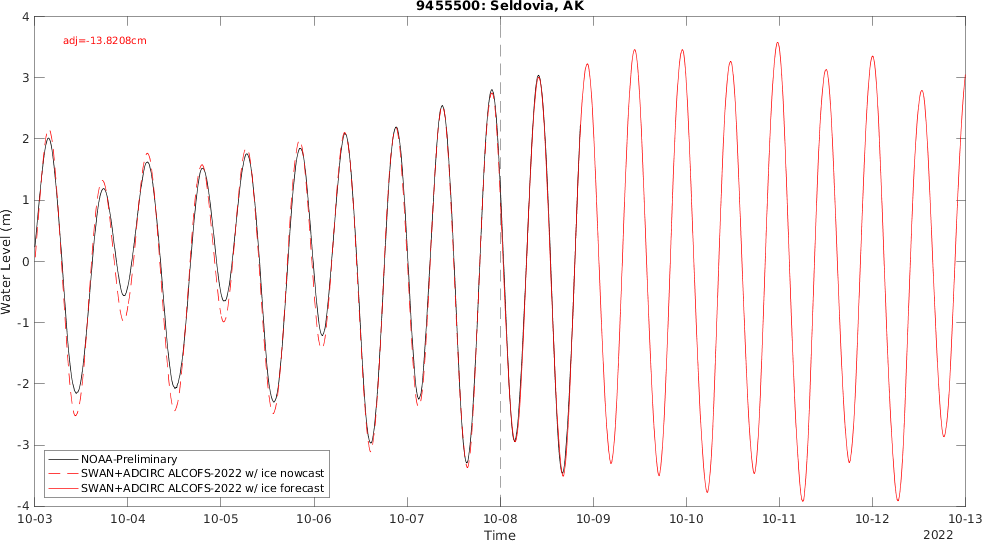 9455500: Seldovia, AK
adj=-13.8208cm
Water Level (m)
4
3
2
1
0
-1
-2
-3
-4
NOAA-Preliminary
SWAN+ADCIRC ALCOFS-2022 w/ ice nowcast
SWAN+ADCIRC ALCOFS-2022 w/ ice forecast
10-03 10-04 10-05 10-06 10-07 10-08 10-09 10-10 10-11 10-12 10-13
Time
2022